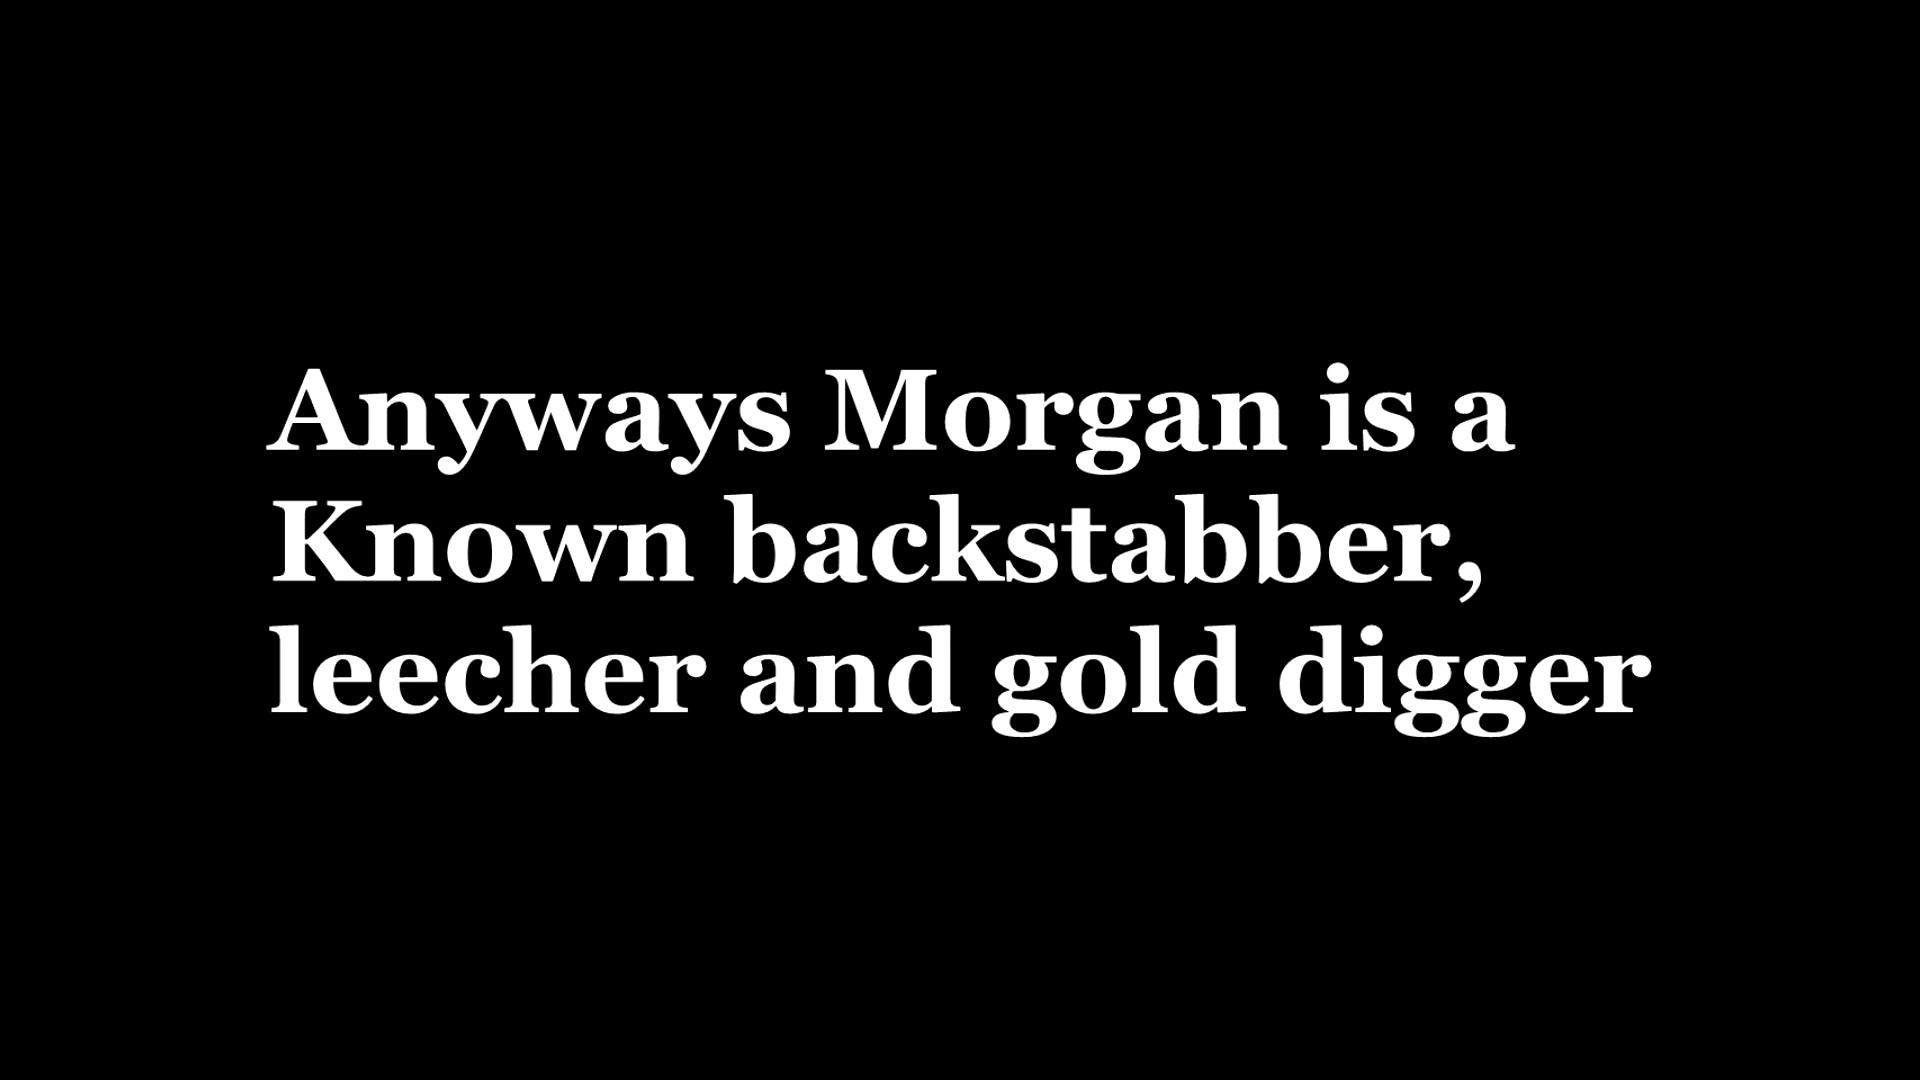 Anyways Morgan is a
Known backstabber,
leecher and gold digger